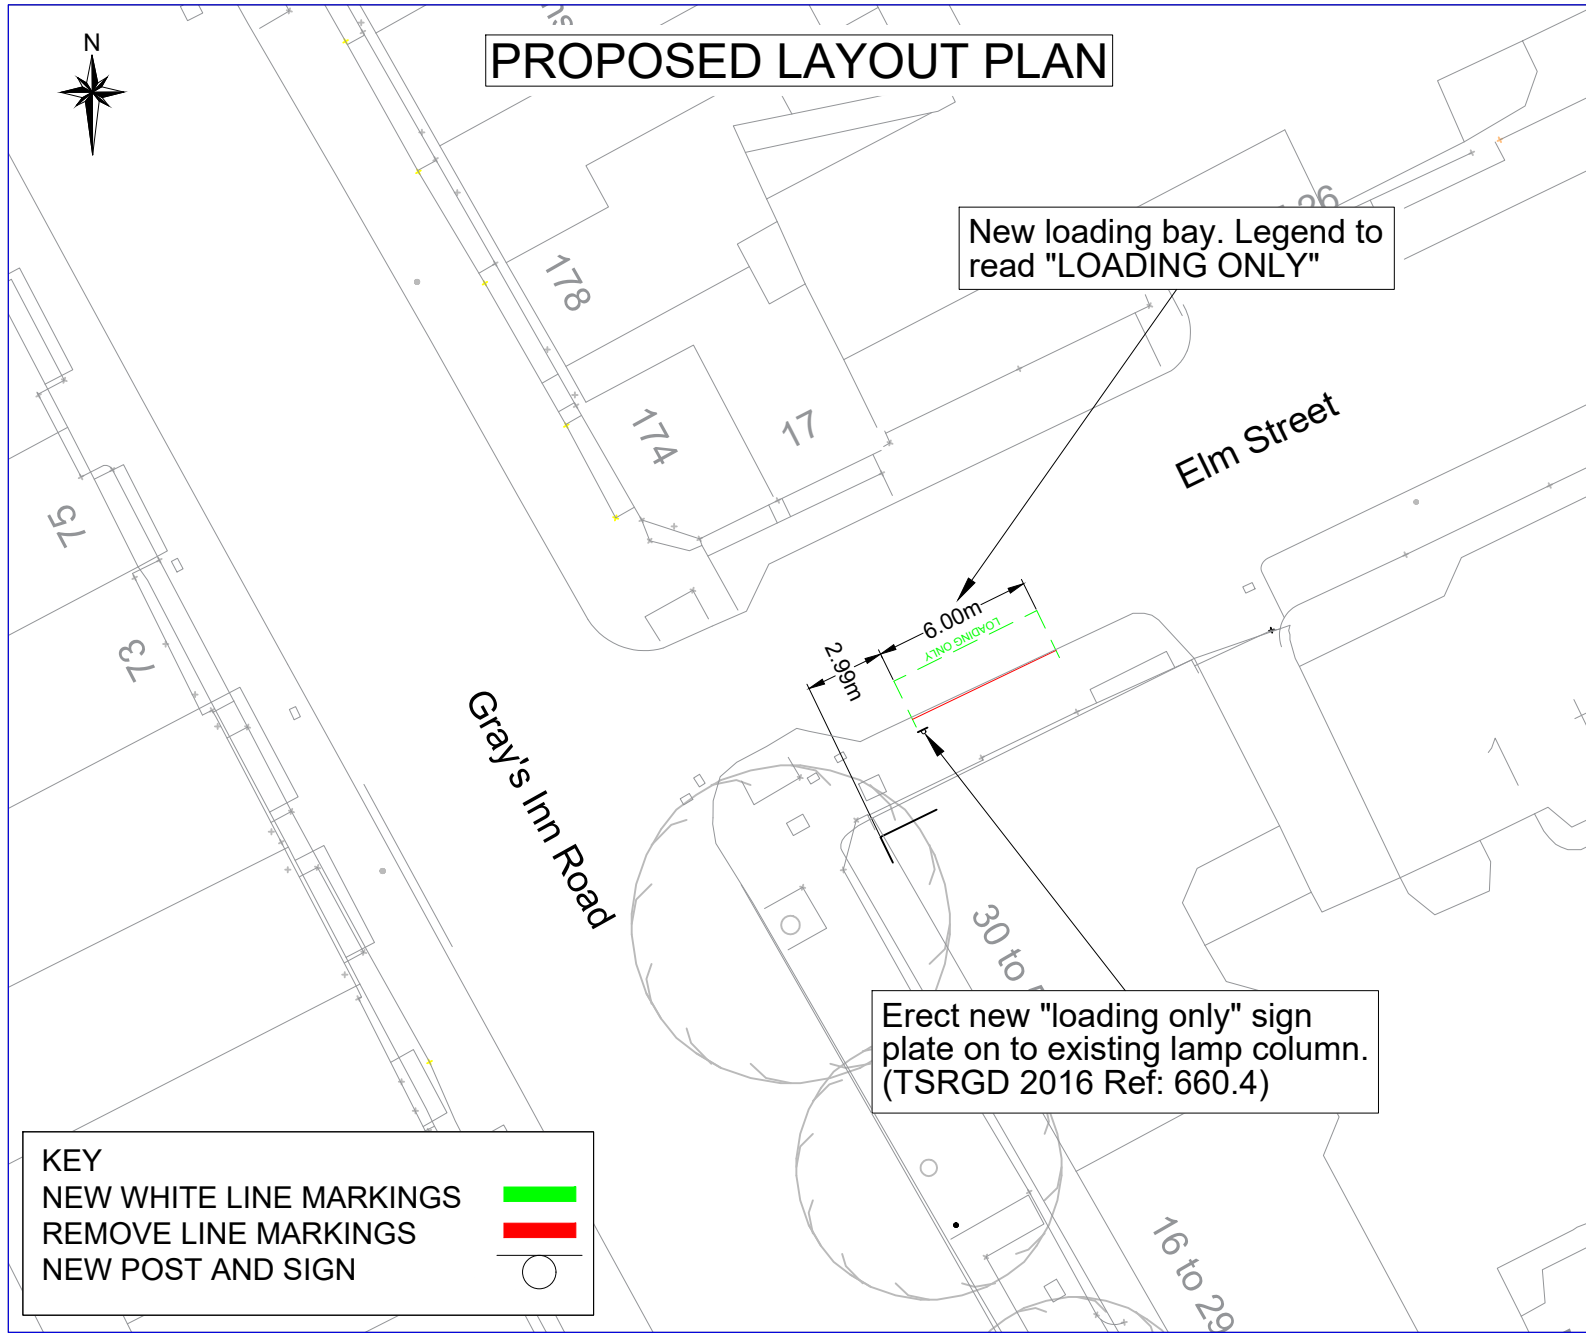 N
PROPOSED LAYOUT PLAN
26
New loading bay. Legend to
read "LOADING ONLY"
178
174
17
Elm Street
75
73
6.00m
LOADING ONLY
2.99m
Gray's Inn Road
1
30 to
Erect new "loading only" sign
plate on to existing lamp column.
(TSRGD 2016 Ref: 660.4)
16 to 29
KEY
NEW WHITE LINE MARKINGS
REMOVE LINE MARKINGS
NEW POST AND SIGN